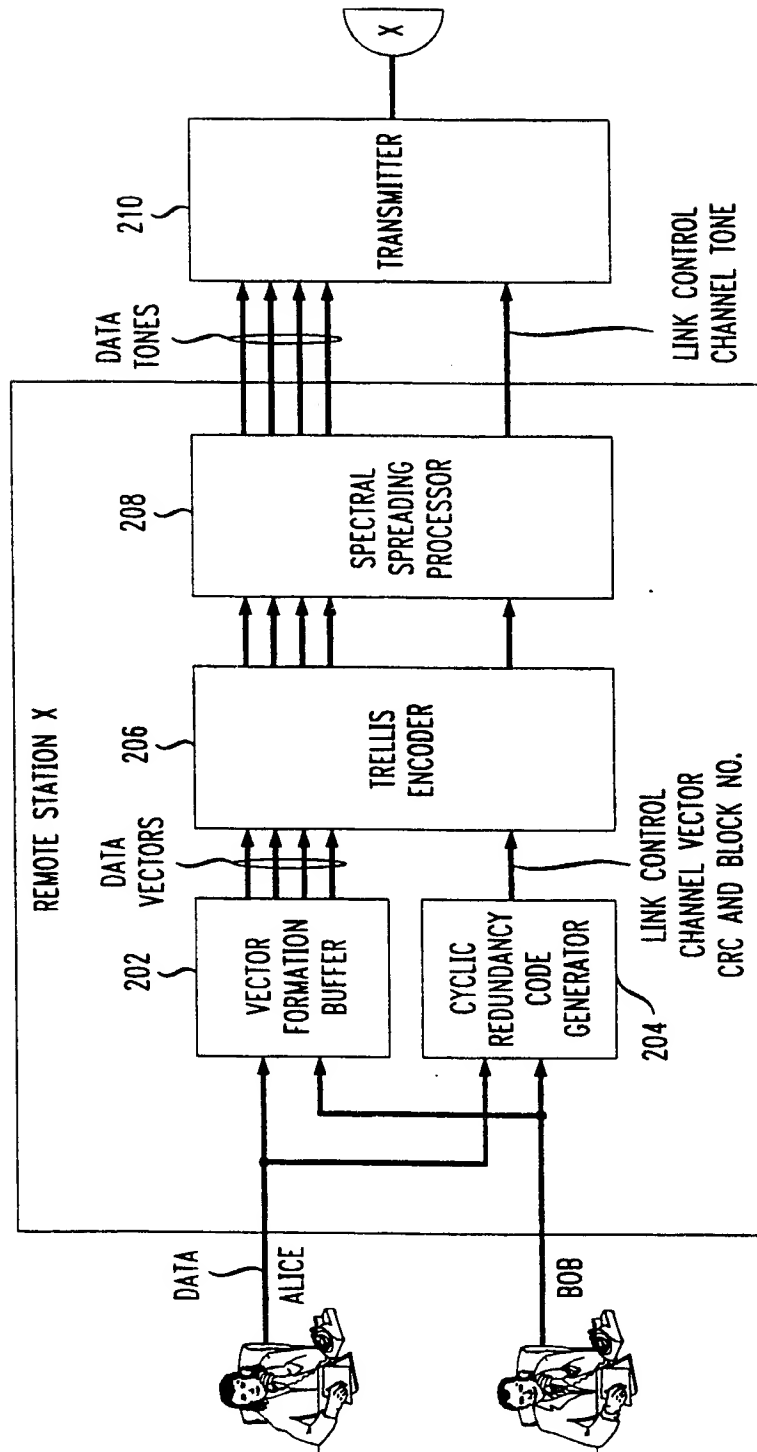 REMOTE STATION X
DATA
ALICE
BOB
202
VECTOR
FORMATION
BUFFER
CYCLIC
REDUNDANCY
CODE
GENERATOR
204
DATA
VECTORS
LINK CONTROL
CHANNEL VECTOR
CRC AND BLOCK NO.
206
TRELLIS
ENCODER
208
SPECTRAL
SPREADING
PROCESSOR
DATA
TONES
LINK CONTROL
CHANNEL TONE
210
TRANSMITTER
X